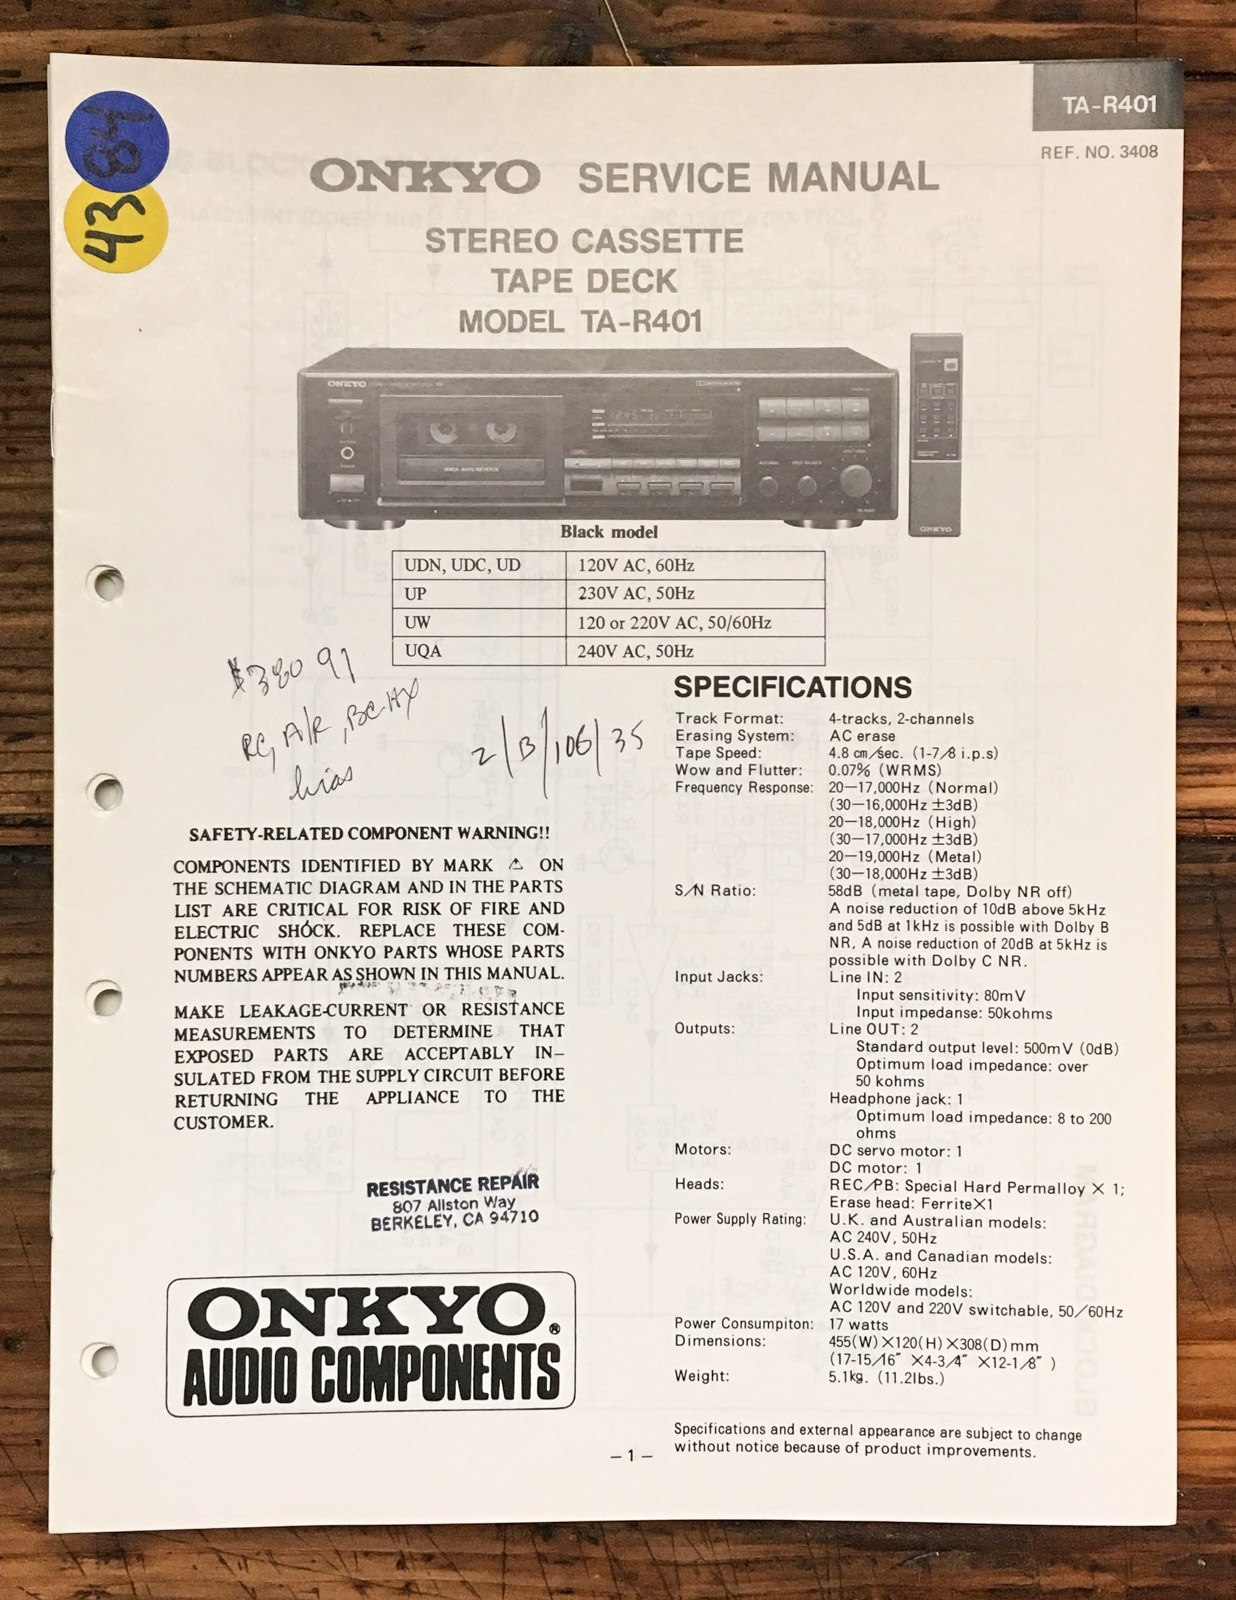 84
43
TA-R401
REF. NO. 3408
ONKYO SERVICE MANUAL
STEREO CASSETTE
TAPE DECK
MODEL TA-R401
ONKYO
ONKYO
Black model
UDN, UDC, UD 120V AC, 60Hz
UP 230V AC, 50Hz
UW 120 or 220V AC, 50/60Hz
UQA 240V AC, 50Hz
$380 91
RC, A/R, BC HX
bias
2/B/106/35
SAFETY-RELATED COMPONENT WARNING!!
COMPONENTS IDENTIFIED BY MARK ⚠ ON
THE SCHEMATIC DIAGRAM AND IN THE PARTS
LIST ARE CRITICAL FOR RISK OF FIRE AND
ELECTRIC SHOCK. REPLACE THESE COM-
PONENTS WITH ONKYO PARTS WHOSE PARTS
NUMBERS APPEAR AS SHOWN IN THIS MANUAL.
MAKE LEAKAGE-CURRENT OR RESISTANCE
MEASUREMENTS TO DETERMINE THAT
EXPOSED PARTS ARE ACCEPTABLY IN-
SULATED FROM THE SUPPLY CIRCUIT BEFORE
RETURNING THE APPLIANCE TO THE
CUSTOMER.
RESISTANCE REPAIR
807 Allston Way
BERKELEY, CA 94710
ONKYO®
AUDIO COMPONENTS
SPECIFICATIONS
Track Format: 4-tracks, 2-channels
Erasing System: AC erase
Tape Speed: 4.8 cm/sec. (1-7/8 i.p.s)
Wow and Flutter: 0.07% (WRMS)
Frequency Response: 20—17,000Hz (Normal)
(30—16,000Hz ±3dB)
20—18,000Hz (High)
(30—17,000Hz ±3dB)
20—19,000Hz (Metal)
(30—18,000Hz ±3dB)
S/N Ratio: 58dB (metal tape, Dolby NR off)
A noise reduction of 10dB above 5kHz
and 5dB at 1kHz is possible with Dolby B
NR, A noise reduction of 20dB at 5kHz is
possible with Dolby C NR.
Input Jacks: Line IN: 2
Input sensitivity: 80mV
Input impedanse: 50kohms
Outputs: Line OUT: 2
Standard output level: 500mV (0dB)
Optimum load impedance: over
50 kohms
Headphone jack: 1
Optimum load impedance: 8 to 200
ohms
Motors: DC servo motor: 1
DC motor: 1
Heads: REC/PB: Special Hard Permalloy × 1;
Erase head: Ferrite×1
Power Supply Rating: U.K. and Australian models:
AC 240V, 50Hz
U.S.A. and Canadian models:
AC 120V, 60Hz
Worldwide models:
AC 120V and 220V switchable, 50/60Hz
Power Consumpiton: 17 watts
Dimensions: 455(W)×120(H)×308(D)mm
(17-15/16″ ×4-3/4″ ×12-1/8″ )
Weight: 5.1kg. (11.2lbs.)
Specifications and external appearance are subject to change
without notice because of product improvements.
– 1 –